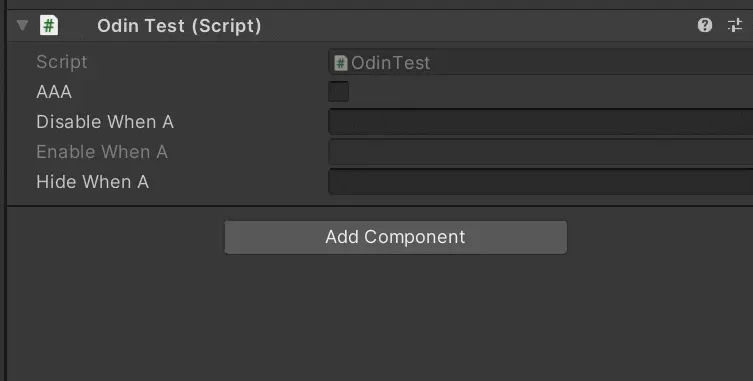 Odin Test (Script)
Script # OdinTest
AAA
Disable When A
Enable When A
Hide When A
Add Component